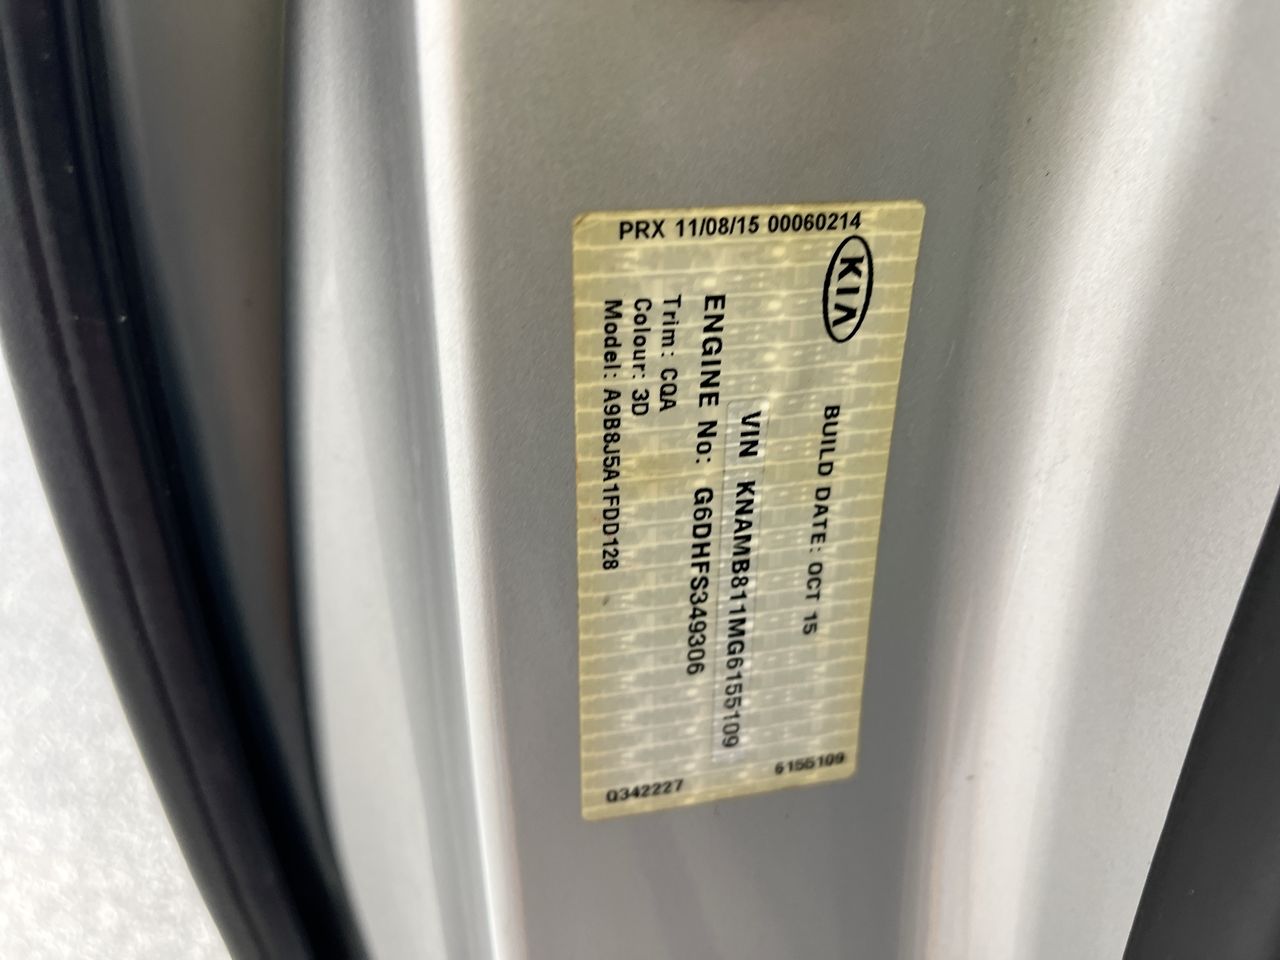 PRX 11/08/15 00060214
KIA
BUILD DATE: OCT 15
VIN KNAMB811MG6155109
ENGINE No: G6DHFS349306
Trim: CQA
Colour: 3D
Model: A9B8J5A1FDD128
6155109
Q342227